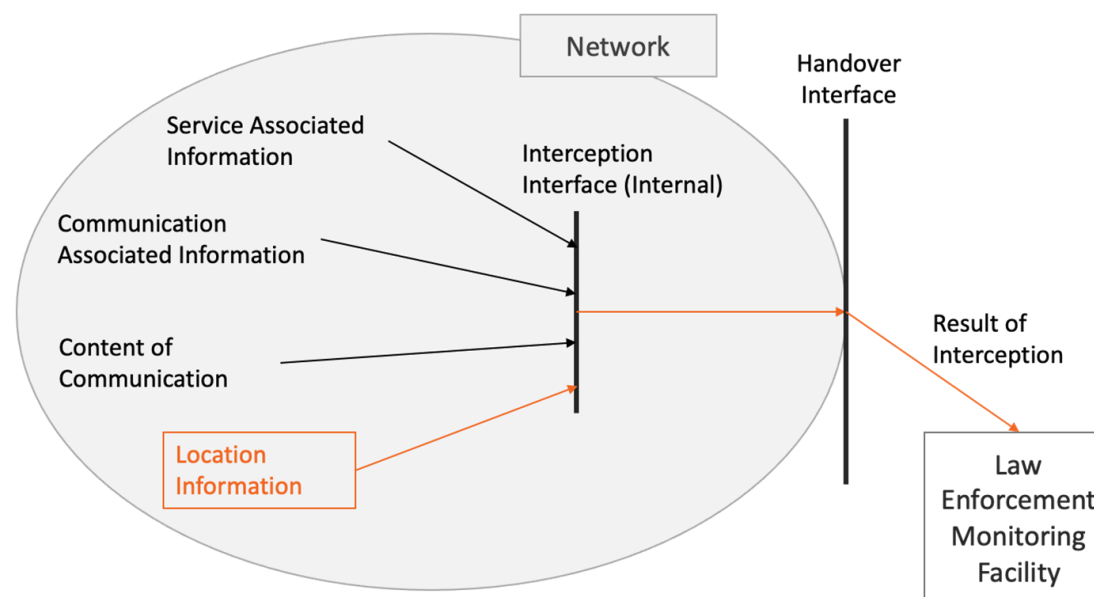 Network
Handover
Interface
Service Associated
Information
Interception
Interface (Internal)
Communication
Associated Information
Content of
Communication
Location
Information
Result of
Interception
Law
Enforcement
Monitoring
Facility